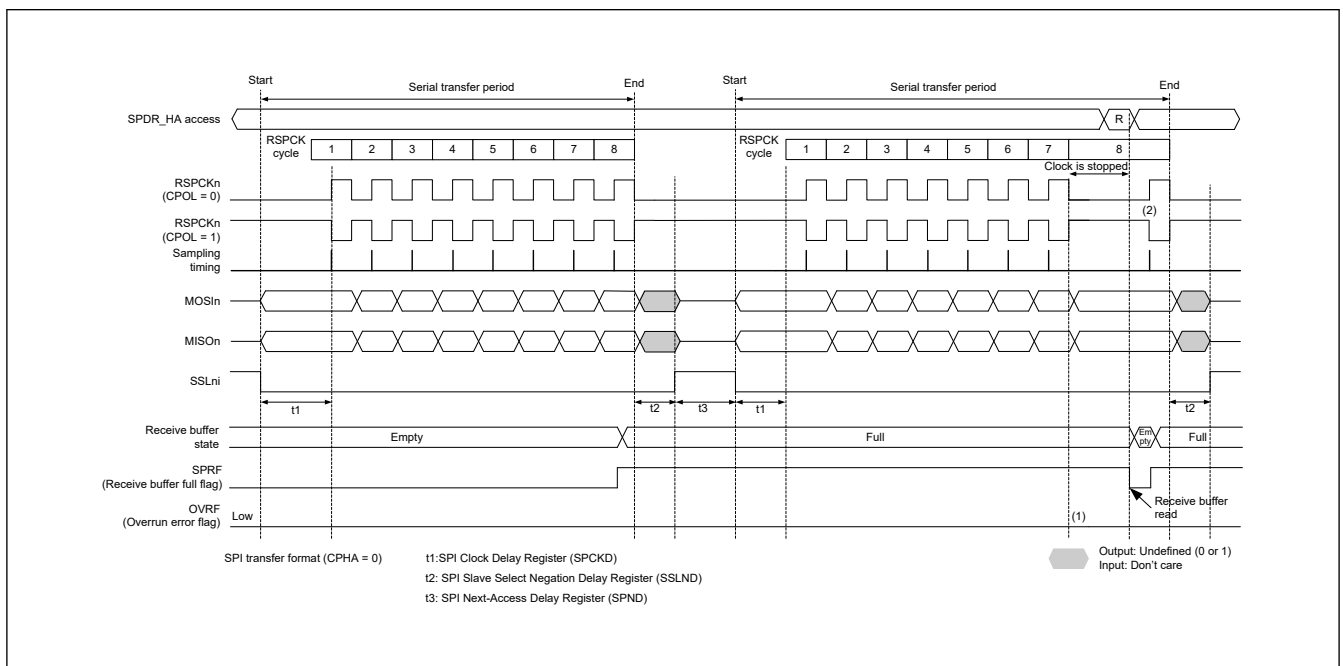 Start Serial transfer period End Start Serial transfer period End
SPDR_HA access R
RSPCK cycle 1 2 3 4 5 6 7 8 RSPCK cycle 1 2 3 4 5 6 7 8
Clock is stopped
RSPCKn
(CPOL = 0)
(2)
RSPCKn
(CPOL = 1)
Sampling
timing
MOSIn
MISOn
SSLni
t1 t2 t3 t1 t2
Receive buffer
state
Empty Full Em
pty Full
SPRF
(Receive buffer full flag)
Receive buffer
read
OVRF
(Overrun error flag)
Low (1)
SPI transfer format (CPHA = 0)
t1:SPI Clock Delay Register (SPCKD)
t2: SPI Slave Select Negation Delay Register (SSLND)
t3: SPI Next-Access Delay Register (SPND)
Output: Undefined (0 or 1)
Input: Don't care